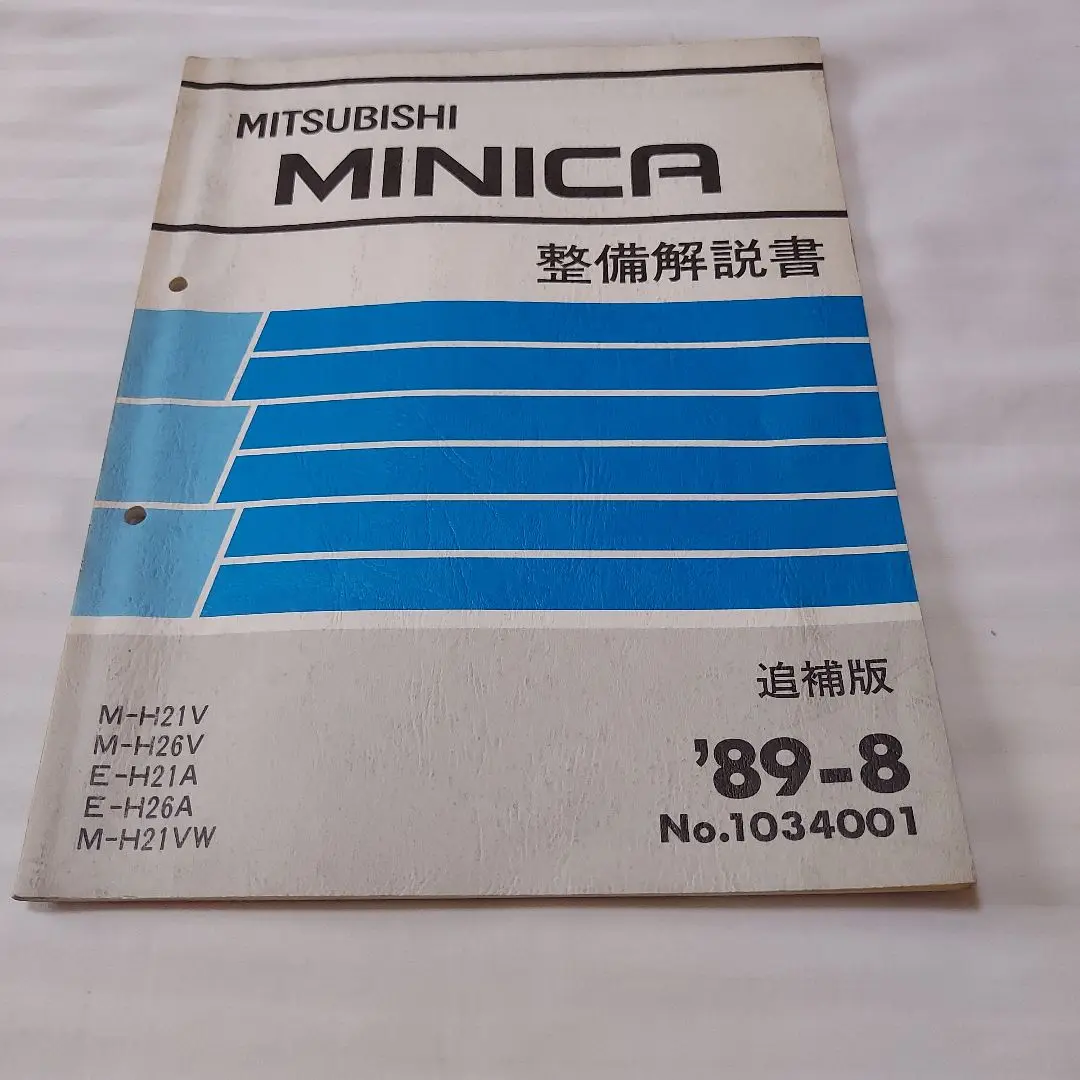 MITSUBISHI
MINICA
整備解説書
追補版
'89-8
No.1034001
M-H21V
M-H26V
E-H21A
E-H26A
M-H21VW